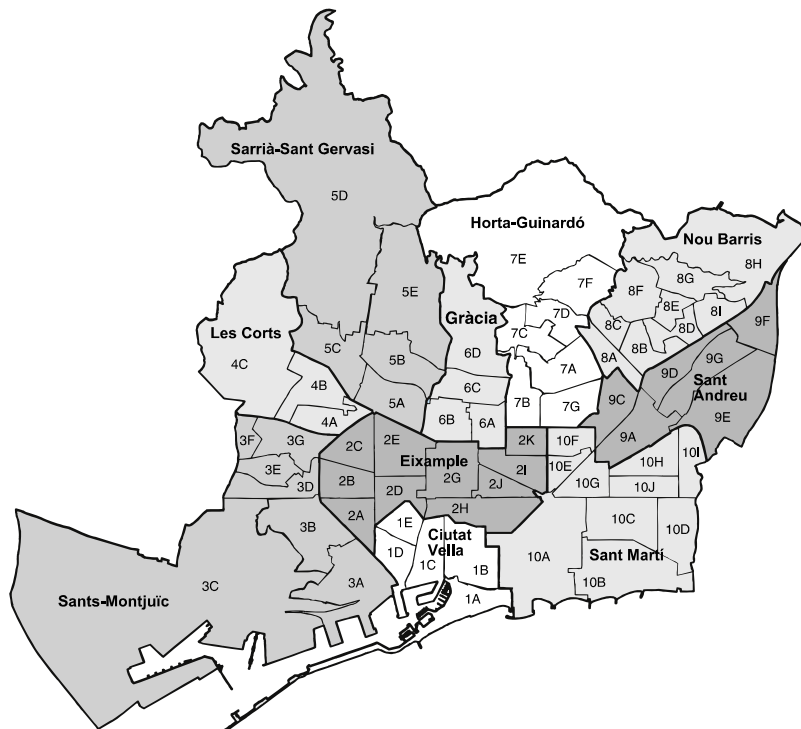 5D
Sarrià-Sant Gervasi
5E
5C
5B
5A
Horta-Guinardó
7E
7F
7D
7C
7A
7B
7G
Nou Barris
8H
8G
8F
8E
8I
8C
8D
8B
8A
Les Corts
4C
4B
4A
Gràcia
6D
6C
6B
6A
9F
9G
9D
Sant
Andreu
9C
9E
9A
3F
3G
3E
3D
3B
3C
3A
Sants-Montjuïc
2C
2E
2K
Eixample
2G
2I
2B
2D
2J
2A
2H
10F
10E
10G
10H
10I
10J
10C
10D
10A
Sant Martí
10B
1E
Ciutat
Vella
1D
1C
1B
1A